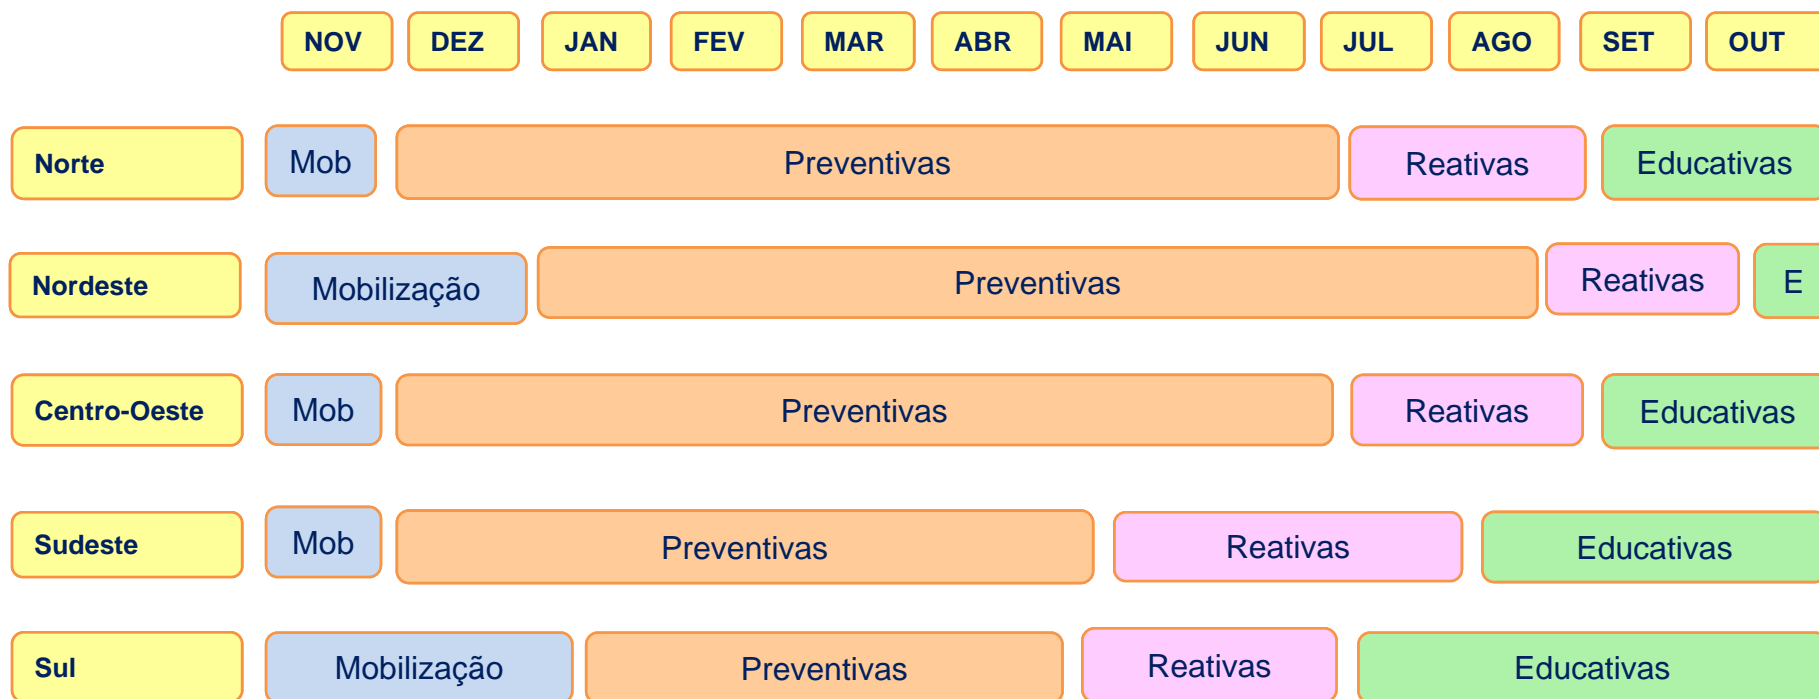 NOV DEZ JAN FEV MAR ABR MAI JUN JUL AGO SET OUT
Norte Mob Preventivas Reativas Educativas
Nordeste Mobilização Preventivas Reativas E
Centro-Oeste Mob Preventivas Reativas Educativas
Sudeste Mob Preventivas Reativas Educativas
Sul Mobilização Preventivas Reativas Educativas